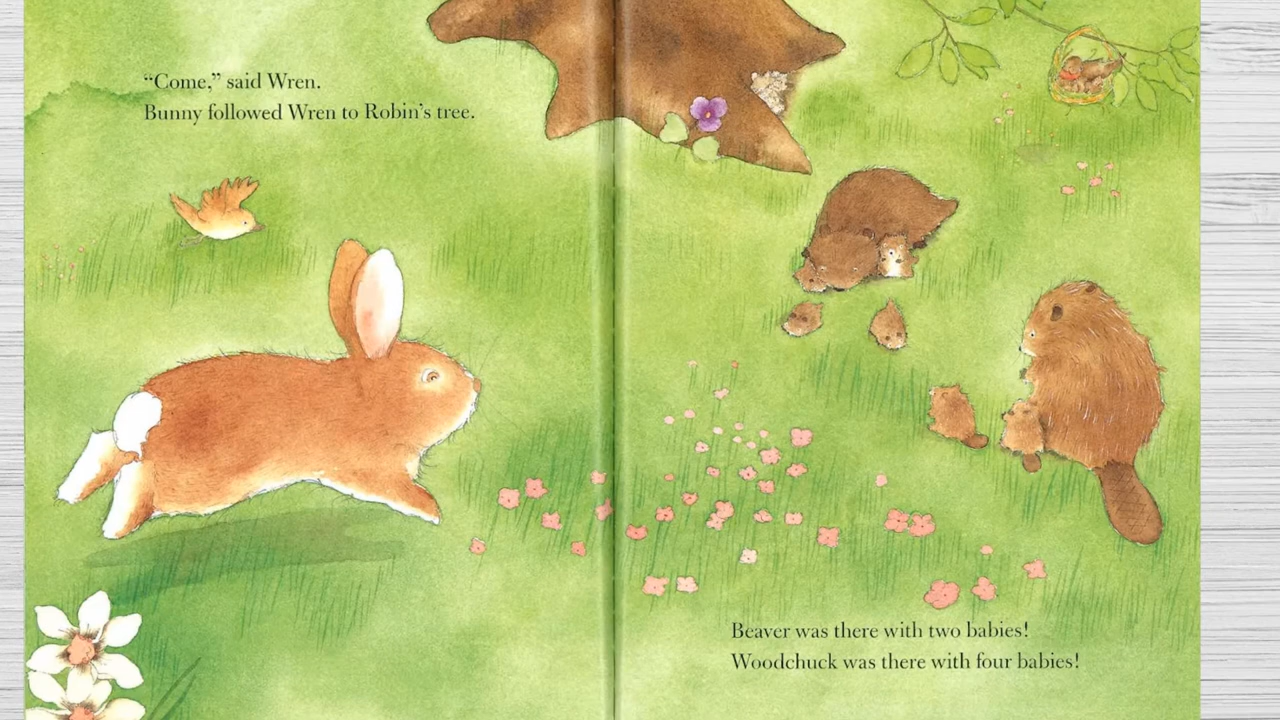 “Come,” said Wren.
Bunny followed Wren to Robin’s tree.
Beaver was there with two babies!
Woodchuck was there with four babies!